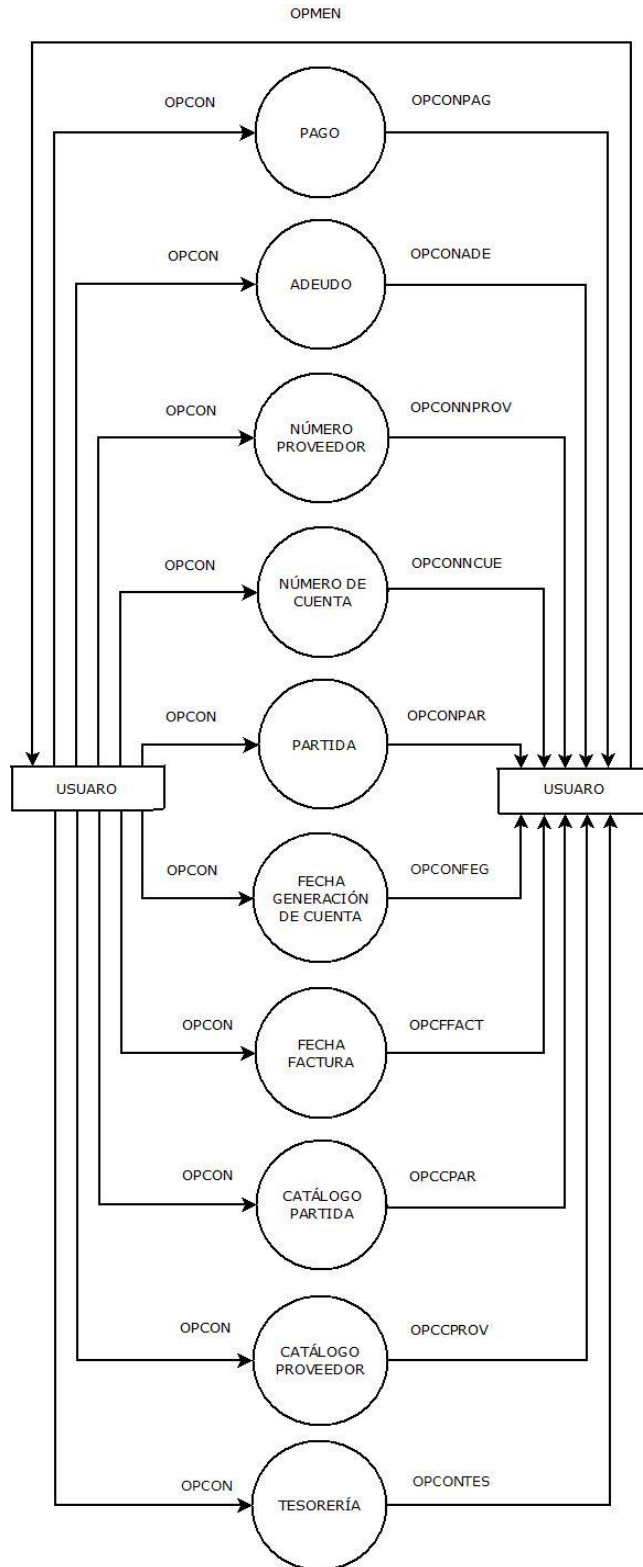 OPMEN
OPCON
OPCONPAG
PAGO
OPCON
OPCONADE
ADEUDO
OPCON
OPCONNPROV
NÚMERO
PROVEEDOR
OPCON
OPCONNCUE
NÚMERO DE
CUENTA
OPCON
OPCONPAR
PARTIDA
USUARO
USUARO
OPCON
OPCONFEG
FECHA
GENERACIÓN
DE CUENTA
OPCON
OPCFFACT
FECHA
FACTURA
OPCON
OPCCPAR
CATÁLOGO
PARTIDA
OPCON
OPCCPROV
CATÁLOGO
PROVEEDOR
OPCON
OPCONTES
TESORERÍA